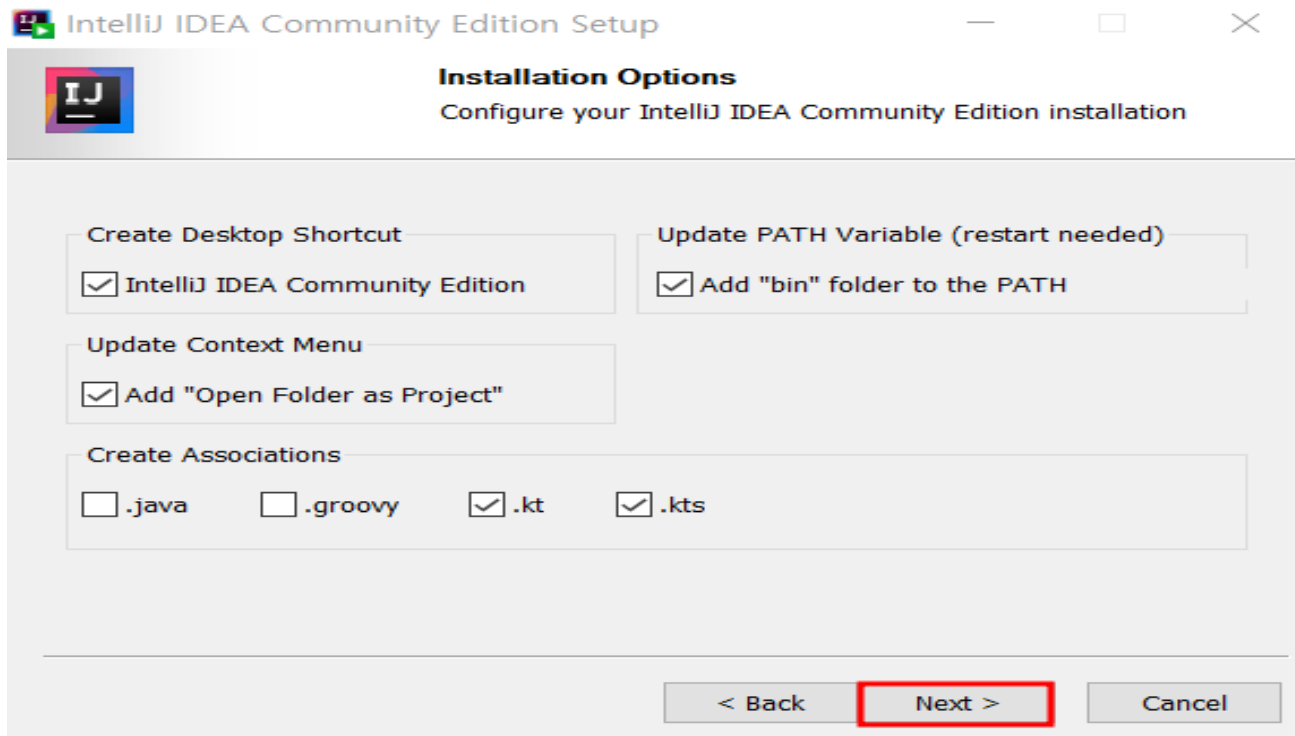 IntelliJ IDEA Community Edition Setup
IJ
Installation Options
Configure your IntelliJ IDEA Community Edition installation
Create Desktop Shortcut
IntelliJ IDEA Community Edition
Update PATH Variable (restart needed)
Add "bin" folder to the PATH
Update Context Menu
Add "Open Folder as Project"
Create Associations
.java .groovy .kt .kts
< Back Next > Cancel